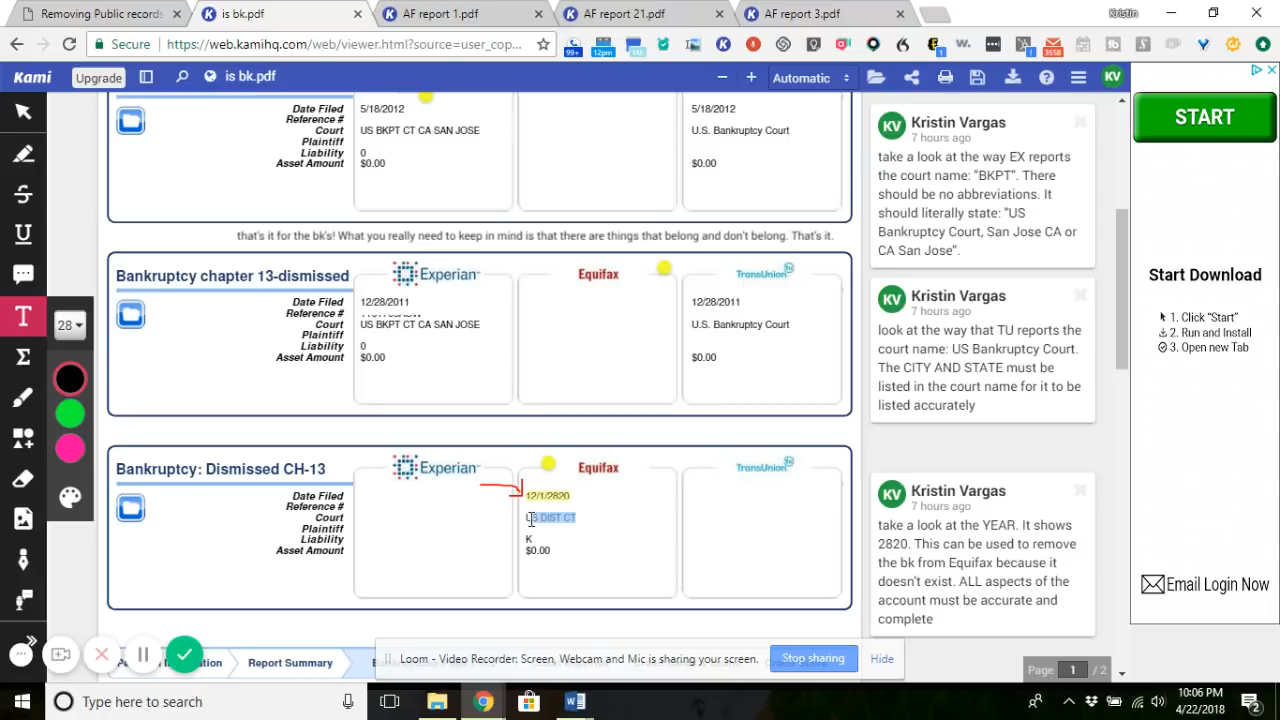 Removing Public records
is bk.pdf
AF report 1.pdf
AF report 21.pdf
AF report 3.pdf
Kristin
Secure
https://web.kamihq.com/web/viewer.html?source=user_cop...
99+
12pm
3558
Kami
Upgrade
is bk.pdf
Automatic
KV
T
28
Date Filed
Reference #
Court
Plaintiff
Liability
Asset Amount
5/18/2012
US BKPT CT CA SAN JOSE
0
$0.00
5/18/2012
U.S. Bankruptcy Court
$0.00
that's it for the bk's! What you really need to keep in mind is that there are things that belong and don't belong. That's it.
Bankruptcy chapter 13-dismissed
Experian
Equifax
TransUnion
Date Filed
Reference #
Court
Plaintiff
Liability
Asset Amount
12/28/2011
US BKPT CT CA SAN JOSE
0
$0.00
12/28/2011
U.S. Bankruptcy Court
$0.00
Bankruptcy: Dismissed CH-13
Experian
Equifax
TransUnion
Date Filed
Reference #
Court
Plaintiff
Liability
Asset Amount
12/1/2820
US DIST CT
K
$0.00
KV
Kristin Vargas
7 hours ago
take a look at the way EX reports
the court name: "BKPT". There
should be no abbreviations. It
should literally state: "US
Bankruptcy Court, San Jose CA or
CA San Jose".
KV
Kristin Vargas
7 hours ago
look at the way that TU reports the
court name: US Bankruptcy Court.
The CITY AND STATE must be
listed in the court name for it to be
listed accurately
KV
Kristin Vargas
7 hours ago
take a look at the YEAR. It shows
2820. This can be used to remove
the bk from Equifax because it
doesn't exist. ALL aspects of the
account must be accurate and
complete
START
Start Download
1. Click "Start"
2. Run and Install
3. Open new Tab
Email Login Now
Report Summary
Loom - Video Recorder: Screen, Webcam and Mic is sharing your screen.
Stop sharing
Hide
Page 1 / 2
Type here to search
10:06 PM
4/22/2018
2